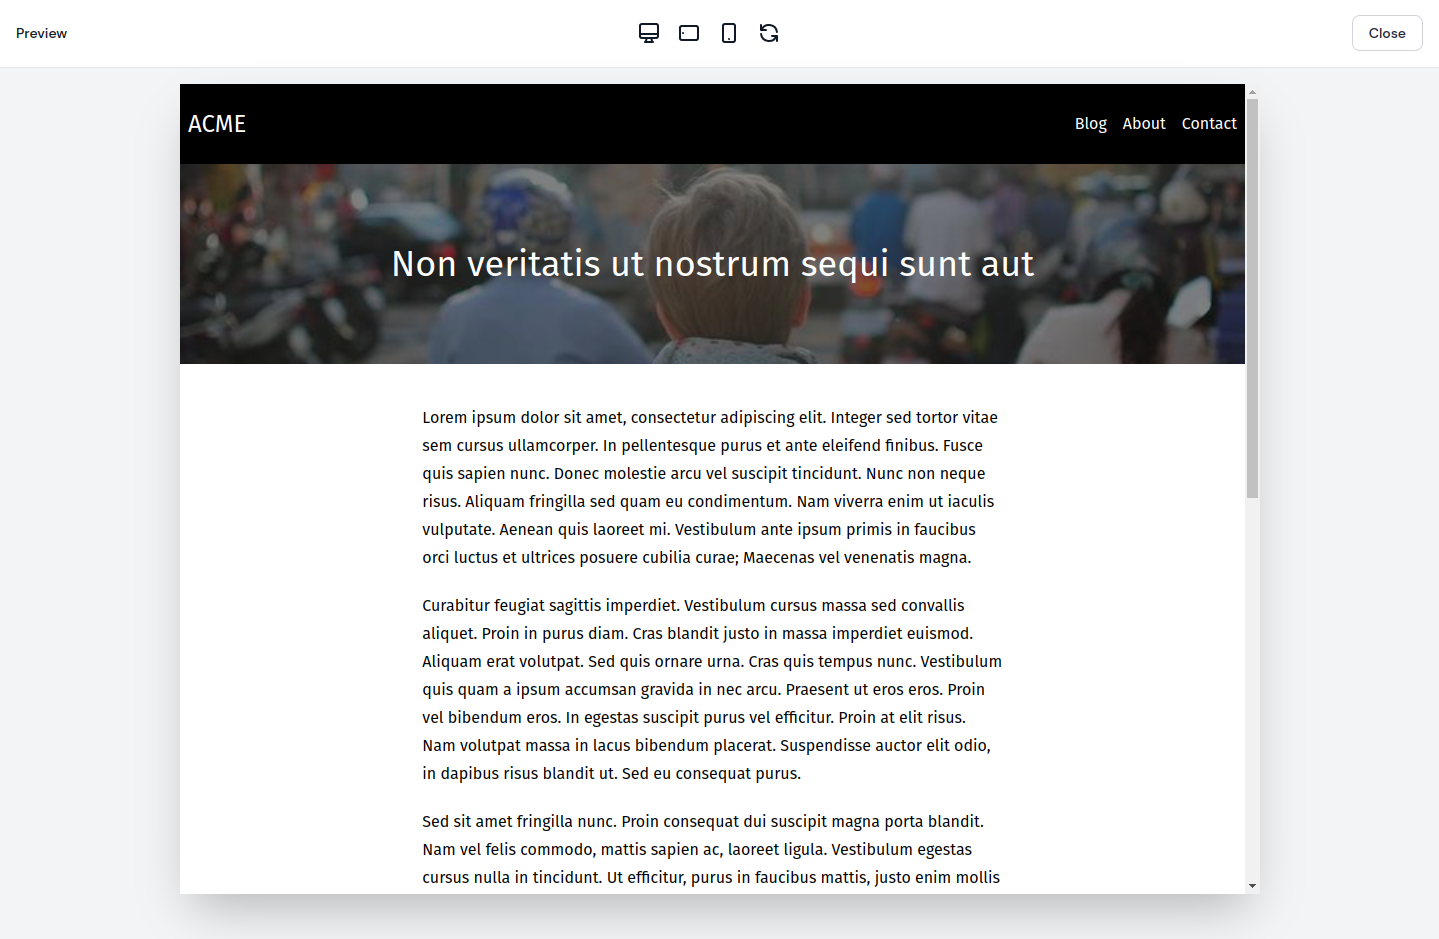 Preview
Close
ACME
Blog About Contact
Non veritatis ut nostrum sequi sunt aut
Lorem ipsum dolor sit amet, consectetur adipiscing elit. Integer sed tortor vitae
sem cursus ullamcorper. In pellentesque purus et ante eleifend finibus. Fusce
quis sapien nunc. Donec molestie arcu vel suscipit tincidunt. Nunc non neque
risus. Aliquam fringilla sed quam eu condimentum. Nam viverra enim ut iaculis
vulputate. Aenean quis laoreet mi. Vestibulum ante ipsum primis in faucibus
orci luctus et ultrices posuere cubilia curae; Maecenas vel venenatis magna.
Curabitur feugiat sagittis imperdiet. Vestibulum cursus massa sed convallis
aliquet. Proin in purus diam. Cras blandit justo in massa imperdiet euismod.
Aliquam erat volutpat. Sed quis ornare urna. Cras quis tempus nunc. Vestibulum
quis quam a ipsum accumsan gravida in nec arcu. Praesent ut eros eros. Proin
vel bibendum eros. In egestas suscipit purus vel efficitur. Proin at elit risus.
Nam volutpat massa in lacus bibendum placerat. Suspendisse auctor elit odio,
in dapibus risus blandit ut. Sed eu consequat purus.
Sed sit amet fringilla nunc. Proin consequat dui suscipit magna porta blandit.
Nam vel felis commodo, mattis sapien ac, laoreet ligula. Vestibulum egestas
cursus nulla in tincidunt. Ut efficitur, purus in faucibus mattis, justo enim mollis